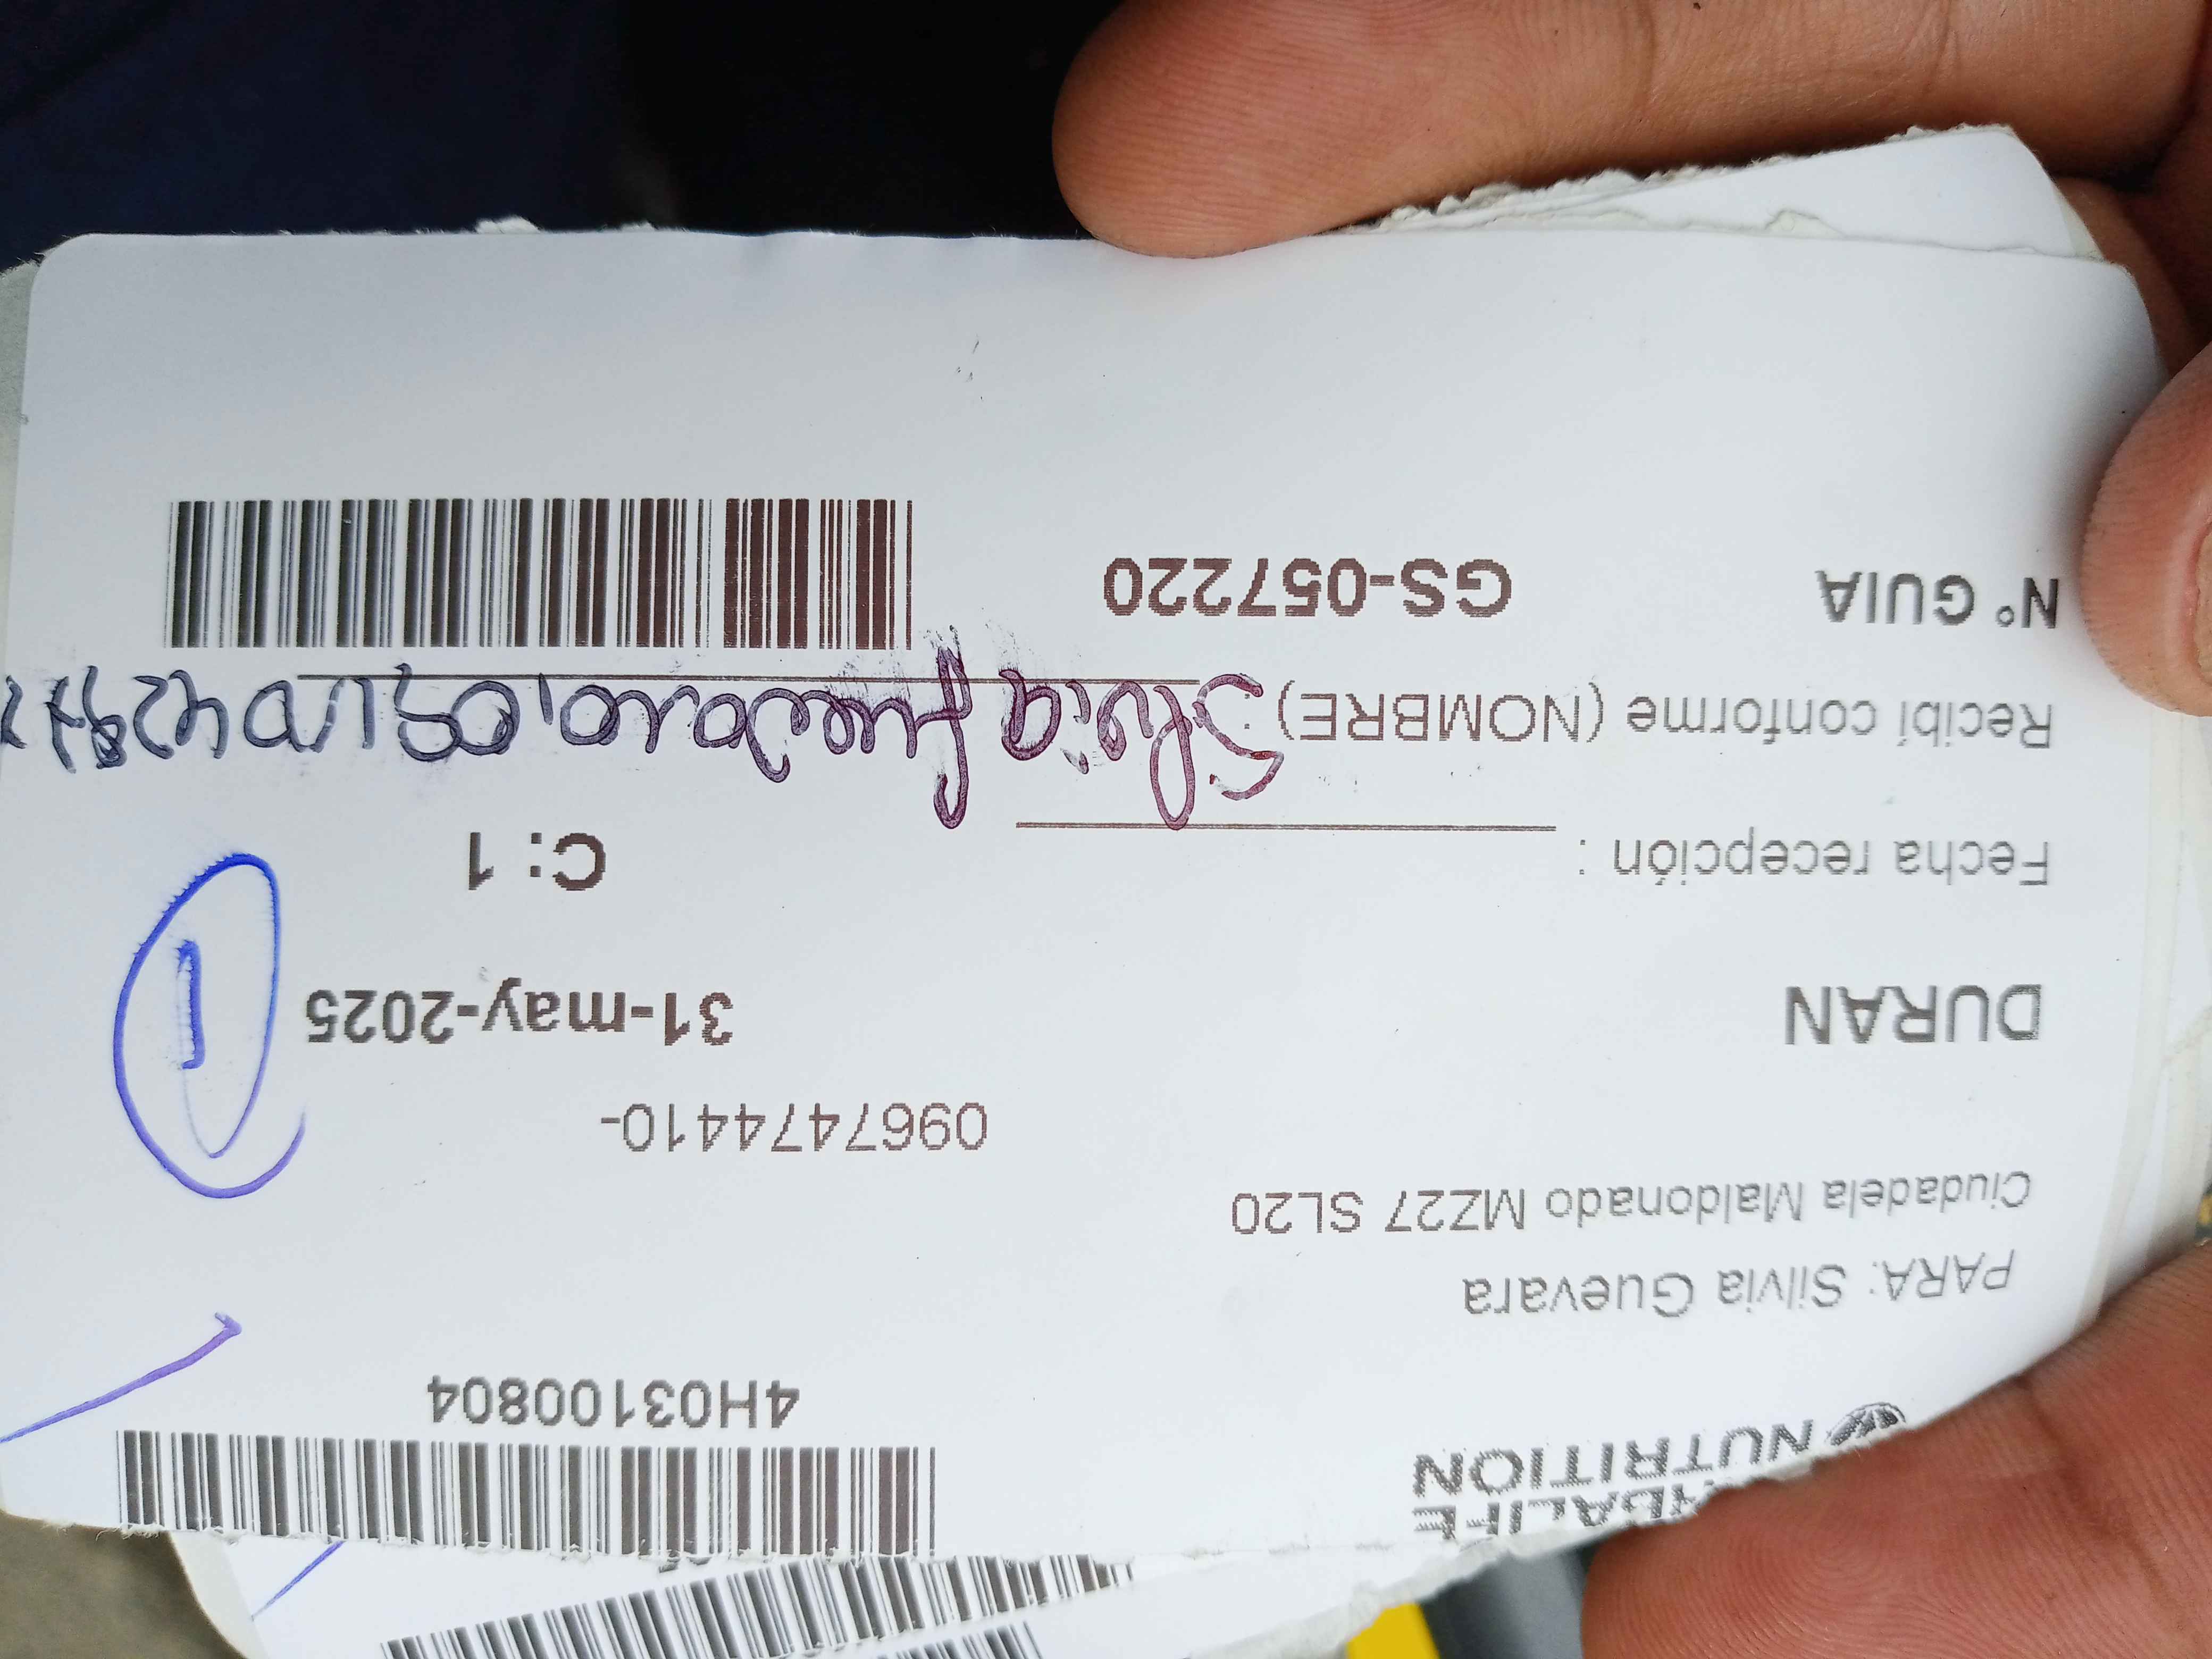 NUTRITION
4H03100804
PARA: Silvia Guevara
Ciudadela Maldonado MZ27 SL20
0967474410-
DURAN
31-may-2025
1
Fecha recepción :
C: 1
Recibí conforme (NOMBRE) : Silvia
N° GUIA
GS-057220